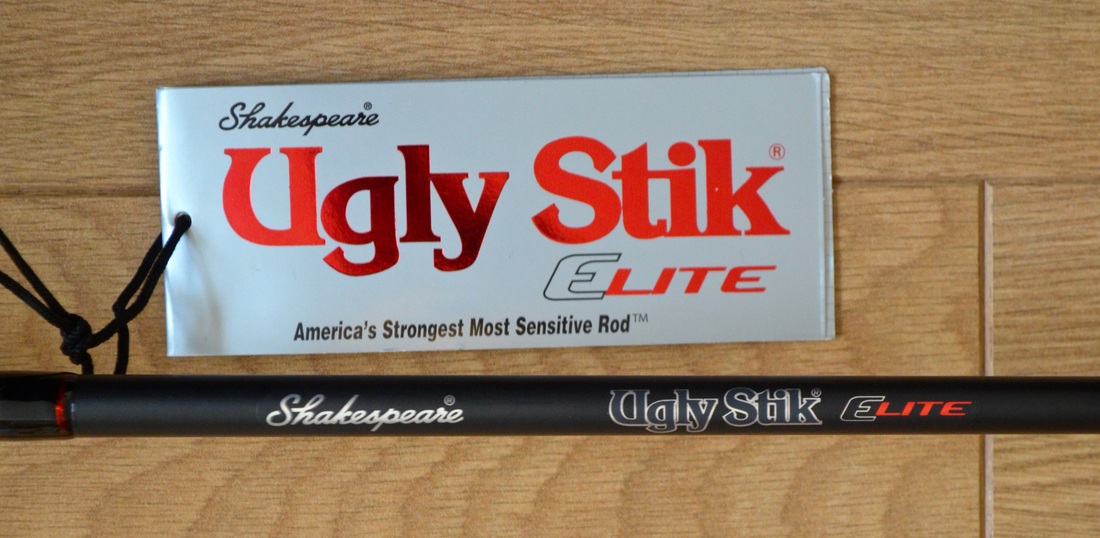 Shakespeare®
Ugly Stik®
ELITE
America's Strongest Most Sensitive Rod™
Shakespeare® Ugly Stik® ELITE